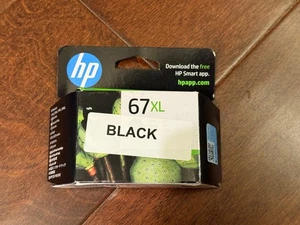 hp
Download the free
HP Smart app.
hpapp.com
67XL
BLACK